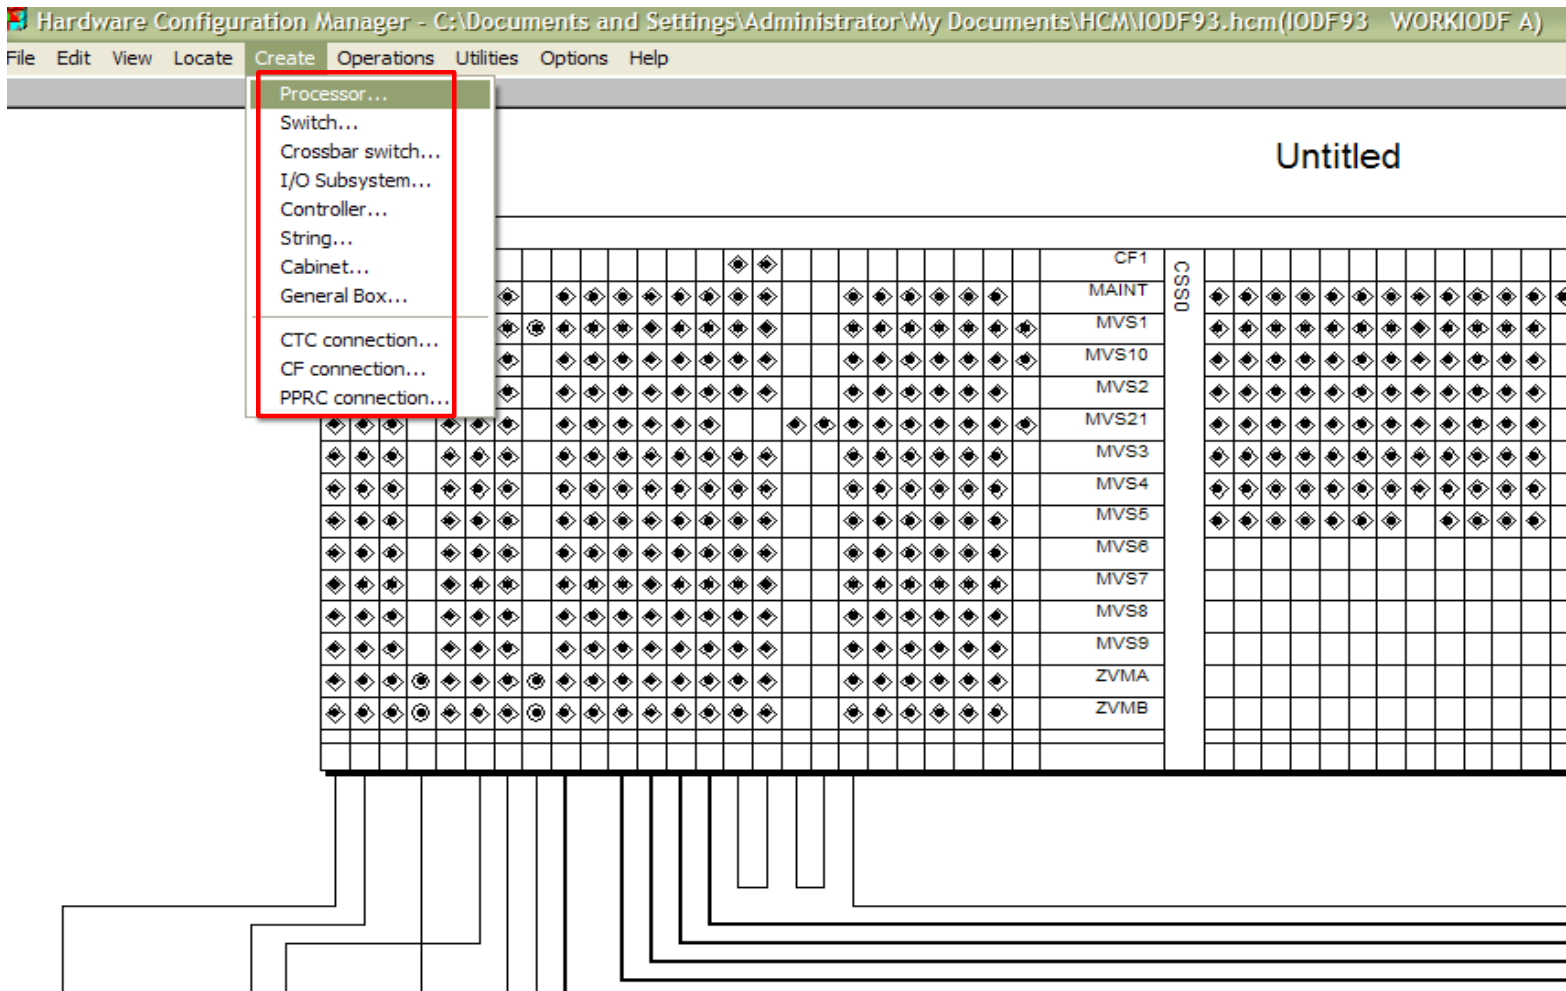 Hardware Configuration Manager - C:\Documents and Settings\Administrator\My Documents\HCM\IODF93.hcm(IODF93 WORKIODF A)
File Edit View Locate Create Operations Utilities Options Help
Processor...
Switch...
Crossbar switch...
I/O Subsystem...
Controller...
String...
Cabinet...
General Box...
CTC connection...
CF connection...
PPRC connection...
Untitled
CF1
MAINT
MVS1
MVS10
MVS2
MVS21
MVS3
MVS4
MVS5
MVS6
MVS7
MVS8
MVS9
ZVMA
ZVMB
CSS0